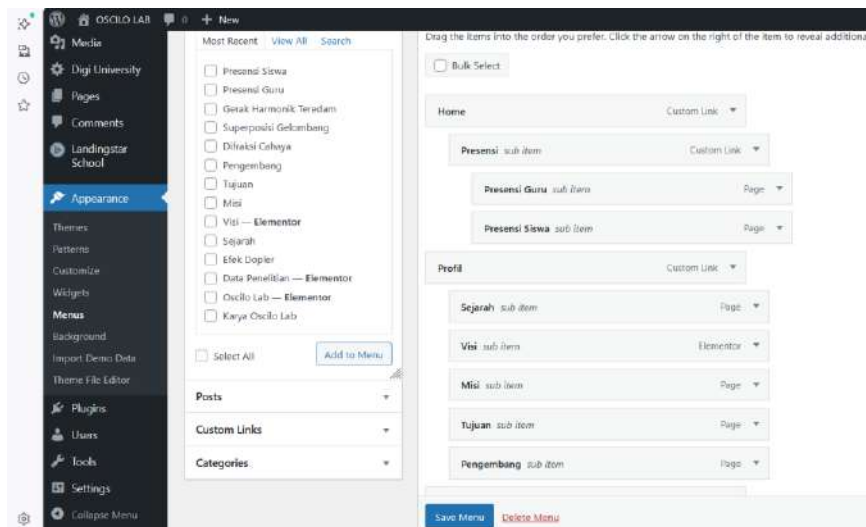 OSCILO LAB 0 + New
Media
Digi University
Pages
Comments
Landingstar School
Appearance
Themes
Patterns
Customize
Widgets
Menus
Background
Import Demo Data
Theme File Editor
Plugins
Users
Tools
Settings
Collapse Menu
Most Recent View All Search
Presensi Siswa
Presensi Guru
Gerak Harmonik Teredam
Superposisi Gelombang
Difraksi Cahaya
Pengembang
Tujuan
Misi
Visi — Elementor
Sejarah
Efek Dopler
Data Penelitian — Elementor
Oscilo Lab — Elementor
Karya Oscilo Lab
Select All Add to Menu
Posts
Custom Links
Categories
Drag the items into the order you prefer. Click the arrow on the right of the item to reveal additiona
Bulk Select
Home Custom Link
Presensi sub item Custom Link
Presensi Guru sub item Page
Presensi Siswa sub item Page
Profil Custom Link
Sejarah sub item Page
Visi sub item Elementor
Misi sub item Page
Tujuan sub item Page
Pengembang sub item Page
Save Menu Delete Menu